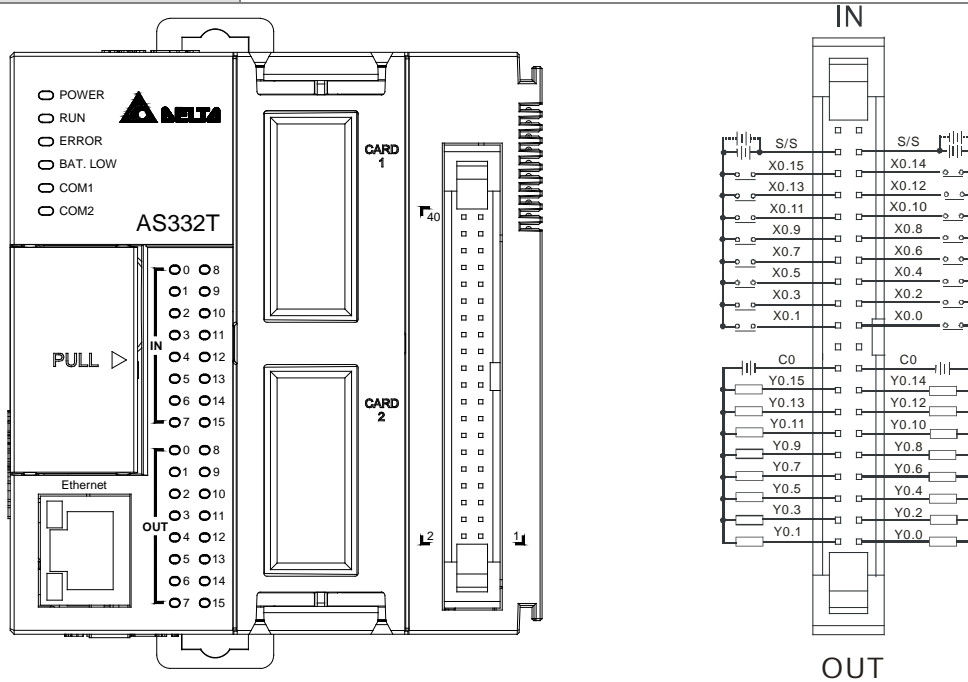 POWER
RUN
ERROR
BAT. LOW
COM1
COM2
DELTA
AS332T
CARD
1
40
PULL
IN
0 8
1 9
2 10
3 11
4 12
5 13
6 14
7 15
CARD
2
Ethernet
OUT
0 8
1 9
2 10
3 11
4 12
5 13
6 14
7 15
2 1
IN
S/S S/S
X0.15 X0.14
X0.13 X0.12
X0.11 X0.10
X0.9 X0.8
X0.7 X0.6
X0.5 X0.4
X0.3 X0.2
X0.1 X0.0
C0 C0
Y0.15 Y0.14
Y0.13 Y0.12
Y0.11 Y0.10
Y0.9 Y0.8
Y0.7 Y0.6
Y0.5 Y0.4
Y0.3 Y0.2
Y0.1 Y0.0
OUT